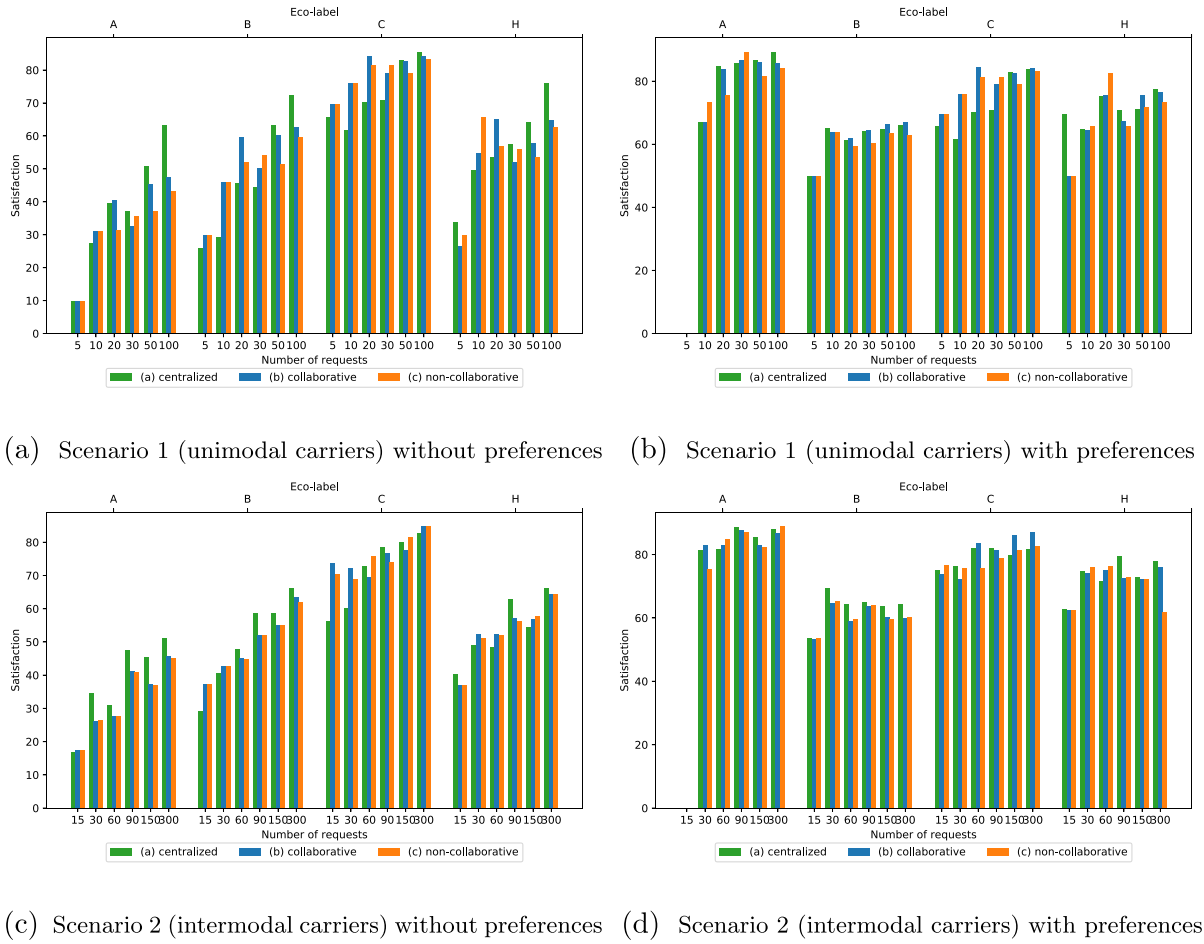 Eco-label
A B C H
Satisfaction
80
70
60
50
40
30
20
10
0
5 10 20 30 50 100 5 10 20 30 50 100 5 10 20 30 50 100 5 10 20 30 50 100
Number of requests
(a) centralized (b) collaborative (c) non-collaborative
(a) Scenario 1 (unimodal carriers) without preferences
Eco-label
A B C H
Satisfaction
80
60
40
20
0
5 10 20 30 50 100 5 10 20 30 50 100 5 10 20 30 50 100 5 10 20 30 50 100
Number of requests
(a) centralized (b) collaborative (c) non-collaborative
(b) Scenario 1 (unimodal carriers) with preferences
Eco-label
A B C H
Satisfaction
80
70
60
50
40
30
20
10
0
15 30 60 90 150 300 15 30 60 90 150 300 15 30 60 90 150 300 15 30 60 90 150 300
Number of requests
(a) centralized (b) collaborative (c) non-collaborative
(c) Scenario 2 (intermodal carriers) without preferences
Eco-label
A B C H
Satisfaction
80
60
40
20
0
15 30 60 90 150 300 15 30 60 90 150 300 15 30 60 90 150 300 15 30 60 90 150 300
Number of requests
(a) centralized (b) collaborative (c) non-collaborative
(d) Scenario 2 (intermodal carriers) with preferences